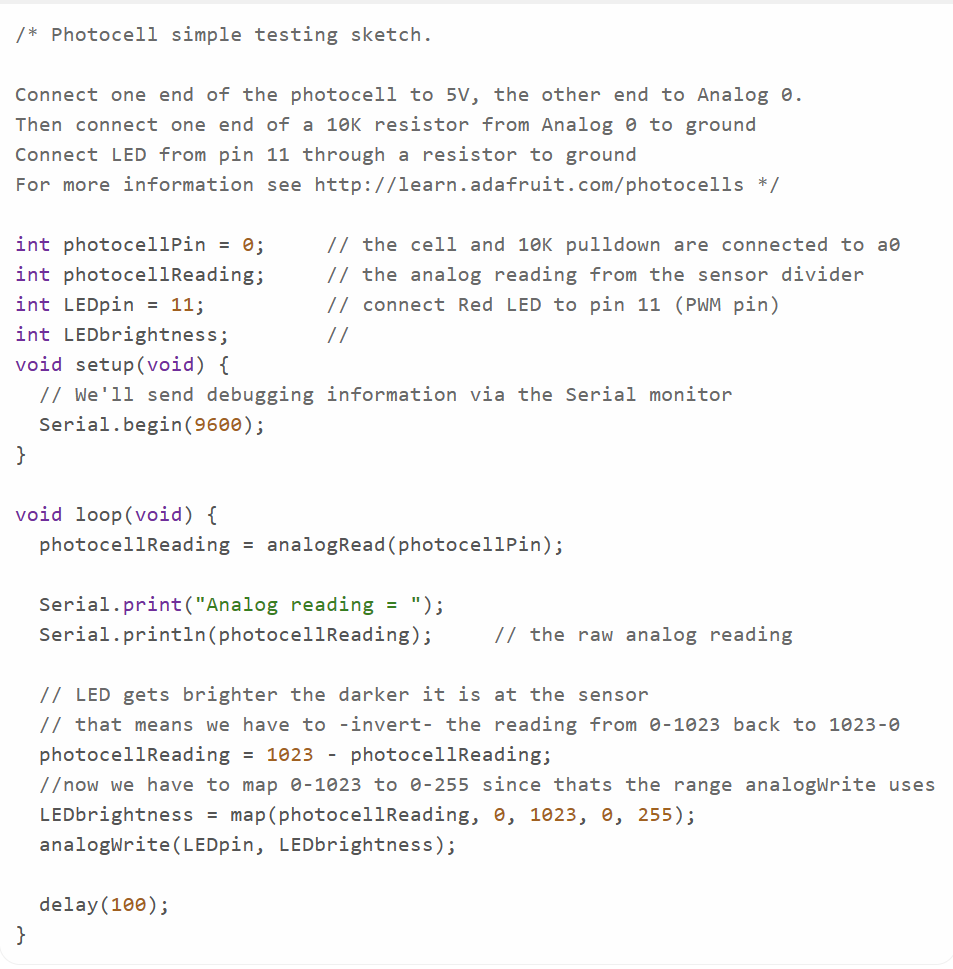 /* Photocell simple testing sketch.

Connect one end of the photocell to 5V, the other end to Analog 0.
Then connect one end of a 10K resistor from Analog 0 to ground
Connect LED from pin 11 through a resistor to ground
For more information see http://learn.adafruit.com/photocells */

int photocellPin = 0;     // the cell and 10K pulldown are connected to a0
int photocellReading;     // the analog reading from the sensor divider
int LEDpin = 11;          // connect Red LED to pin 11 (PWM pin)
int LEDbrightness;        //
void setup(void) {
  // We'll send debugging information via the Serial monitor
  Serial.begin(9600);
}

void loop(void) {
  photocellReading = analogRead(photocellPin);

  Serial.print("Analog reading = ");
  Serial.println(photocellReading);     // the raw analog reading

  // LED gets brighter the darker it is at the sensor
  // that means we have to -invert- the reading from 0-1023 back to 1023-0
  photocellReading = 1023 - photocellReading;
  //now we have to map 0-1023 to 0-255 since thats the range analogWrite uses
  LEDbrightness = map(photocellReading, 0, 1023, 0, 255);
  analogWrite(LEDpin, LEDbrightness);

  delay(100);
}